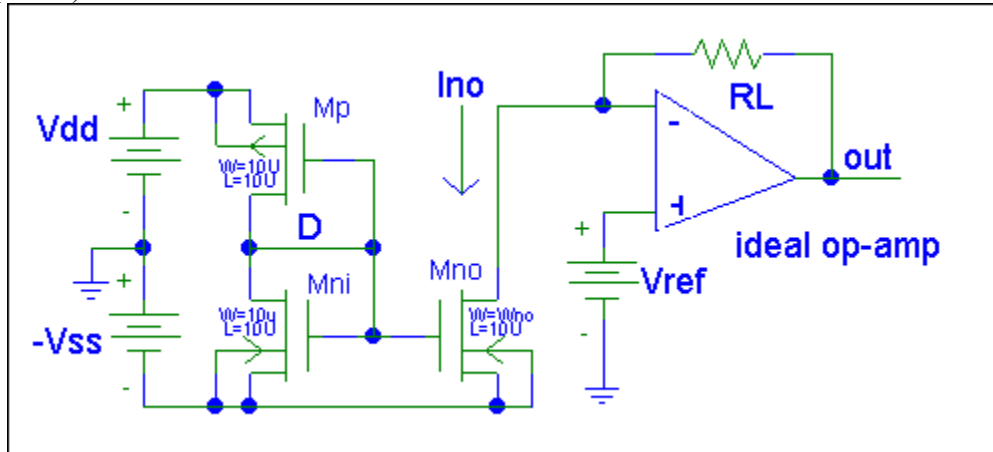 Ino
RL
Vdd
+
-
Mp
W=10U
L=10U
D
-
+
out
ideal op-amp
+
-
Vref
-Vss
+
-
Mni
W=10u
L=10U
Mno
W=Wno
L=10U